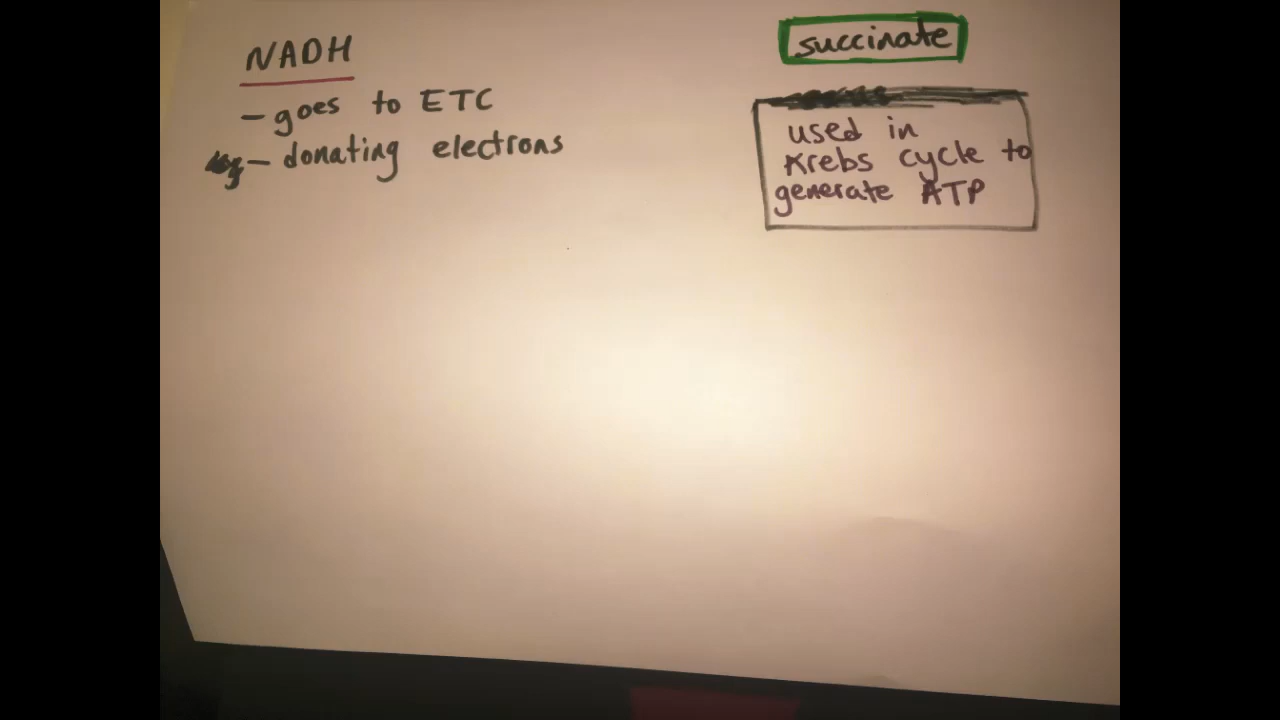 NADH
- goes to ETC
- donating electrons
succinate
used in
Krebs cycle to
generate ATP